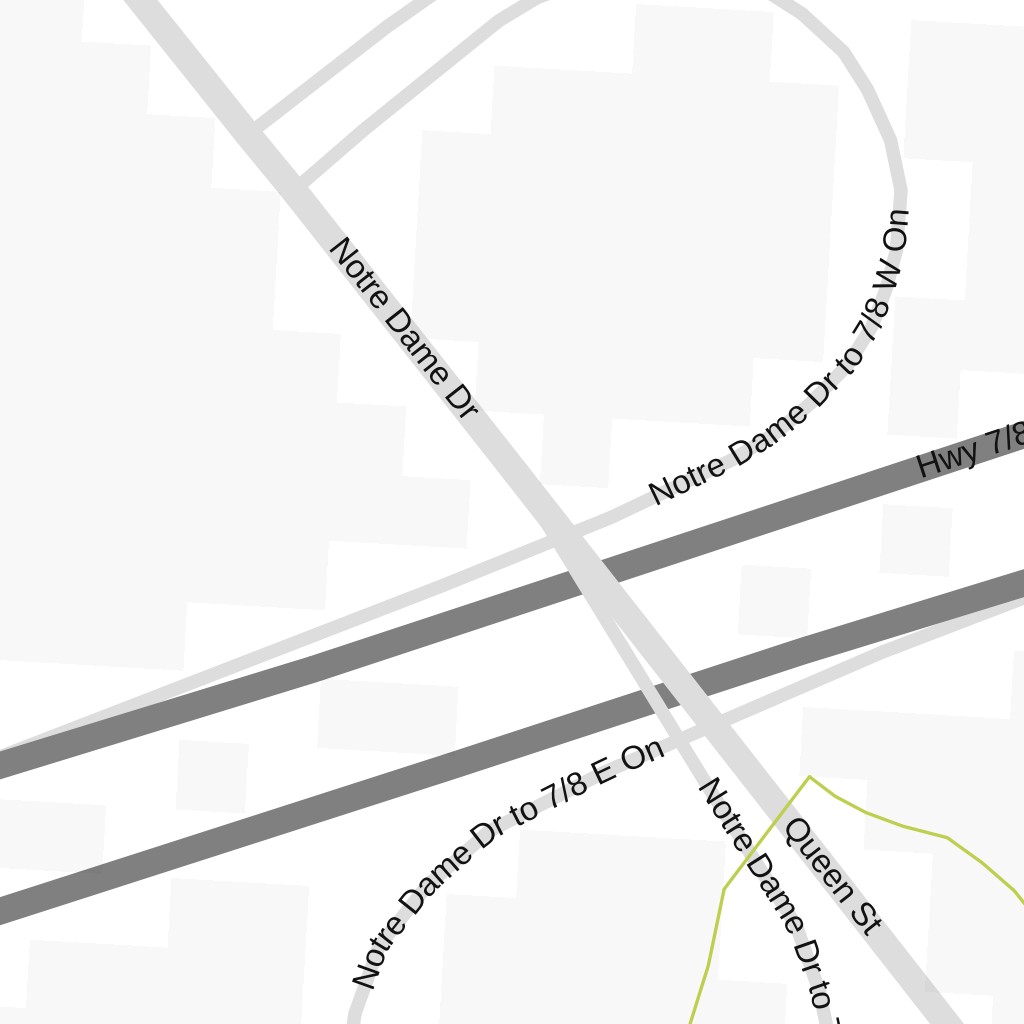 Notre Dame Dr
Notre Dame Dr to 7/8 W On
Hwy 7/8
Notre Dame Dr to 7/8 E On
Notre Dame Dr to
Queen St